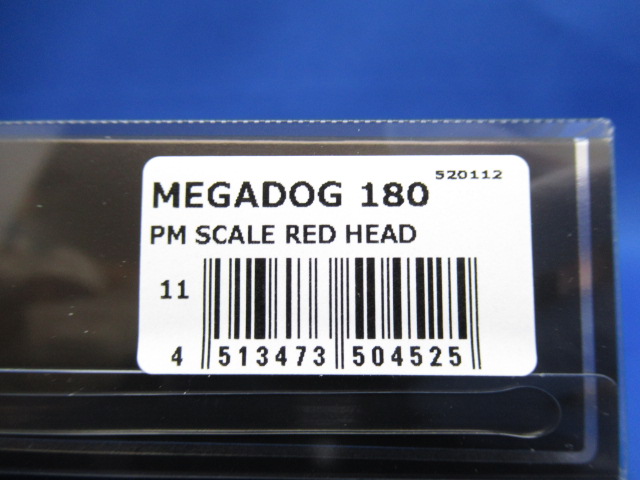 520112
MEGADOG 180
PM SCALE RED HEAD
11
4 513473 504525